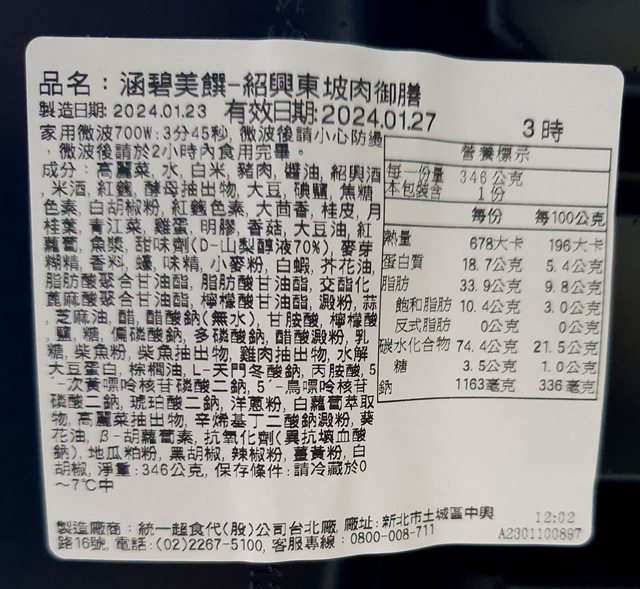 品名：涵碧美饌-紹興東坡肉御膳
製造日期: 2024.01.23 有效日期:2024.01.27
3時
家用微波700W:3分45秒, 微波後請小心防燙
。微波後請於2小時內食用完畢。
成分：高麗菜, 水, 白米, 豬肉, 醬油, 紹興酒
, 米酒, 紅麴, 酵母抽出物, 大豆, 碘鹽, 焦糖
色素, 白胡椒粉, 紅麴色素, 大茴香, 桂皮, 月
桂葉, 青江菜, 雞蛋, 明膠, 香菇, 大豆油, 紅
蘿蔔, 魚漿, 甜味劑(D-山梨醇液70%), 麥芽
糊精, 香料, 蠔, 味精, 小麥粉, 白蝦, 芥花油,
脂肪酸聚合甘油酯, 脂肪酸甘油酯, 交酯化
蓖麻酸聚合甘油酯, 檸檬酸甘油酯, 澱粉, 蒜
, 芝麻油, 醋, 醋酸鈉(無水), 甘胺酸, 檸檬酸
, 鹽, 糖, 偏磷酸鈉, 多磷酸鈉, 醋酸澱粉, 乳
糖, 柴魚粉, 柴魚抽出物, 雞肉抽出物, 水解
大豆蛋白, 棕櫚油, L-天門冬酸鈉, 丙胺酸, 5
′-次黃嘌呤核苷磷酸二鈉, 5′-鳥嘌呤核苷
磷酸二鈉, 琥珀酸二鈉, 洋蔥粉, 白蘿蔔萃取
物, 高麗菜抽出物, 辛烯基丁二酸鈉澱粉, 葵
花油, β-胡蘿蔔素, 抗氧化劑(異抗壞血酸
鈉), 地瓜粕粉, 黑胡椒, 辣椒粉, 薑黃粉, 白
胡椒, 淨重:346公克, 保存條件:請冷藏於0
～7℃中
營養標示
每一份量 346 公克
本包裝含 1 份
每份 每100公克
熱量 678大卡 196大卡
蛋白質 18.7公克 5.4公克
脂肪 33.9公克 9.8公克
飽和脂肪 10.4公克 3.0公克
反式脂肪 0公克 0公克
碳水化合物 74.4公克 21.5公克
糖 3.5公克 1.0公克
鈉 1163毫克 336毫克
製造廠商：統一超食代(股)公司台北廠, 廠址:新北市土城區中興
路16號, 電話:(02)2267-5100, 客服專線：0800-008-711
12:02
A2301100897